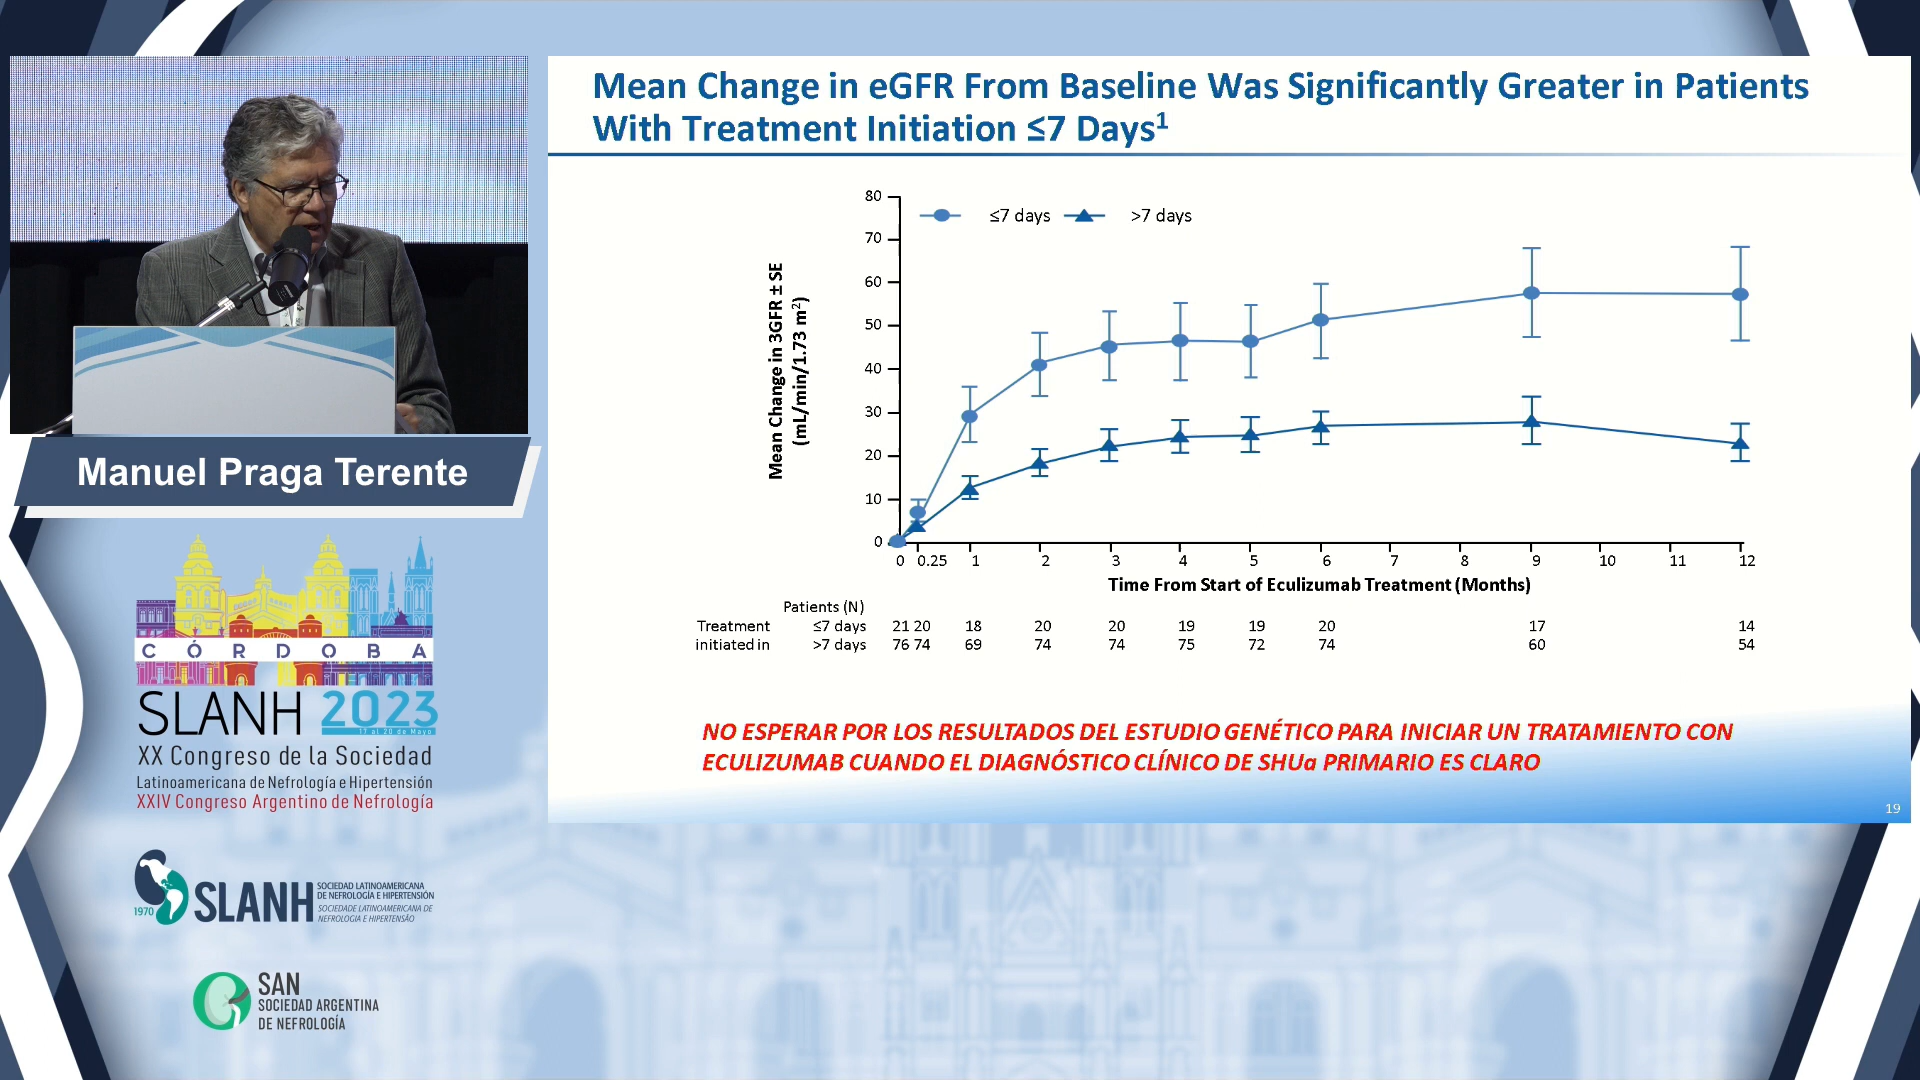 Mean Change in eGFR From Baseline Was Significantly Greater in Patients
With Treatment Initiation ≤7 Days¹
80
≤7 days
>7 days
70
60
50
40
30
20
10
0
Mean Change in 3GFR ± SE
(mL/min/1.73 m²)
0 0.25 1 2 3 4 5 6 7 8 9 10 11 12
Time From Start of Eculizumab Treatment (Months)
Patients (N)
Treatment ≤7 days 21 20 18 20 20 19 19 20 17 14
initiated in >7 days 76 74 69 74 74 75 72 74 60 54
NO ESPERAR POR LOS RESULTADOS DEL ESTUDIO GENÉTICO PARA INICIAR UN TRATAMIENTO CON
ECULIZUMAB CUANDO EL DIAGNÓSTICO CLÍNICO DE SHUa PRIMARIO ES CLARO
19
Manuel Praga Terente
CÓRDOBA
SLANH 2023
17 al 20 de Mayo
XX Congreso de la Sociedad
Latinoamericana de Nefrología e Hipertensión
XXIV Congreso Argentino de Nefrología
1970
SLANH
SOCIEDAD LATINOAMERICANA
DE NEFROLOGÍA E HIPERTENSIÓN
SOCIEDADE LATINOAMERICANA DE
NEFROLOGIA E HIPERTENSÃO
SAN
SOCIEDAD ARGENTINA
DE NEFROLOGÍA